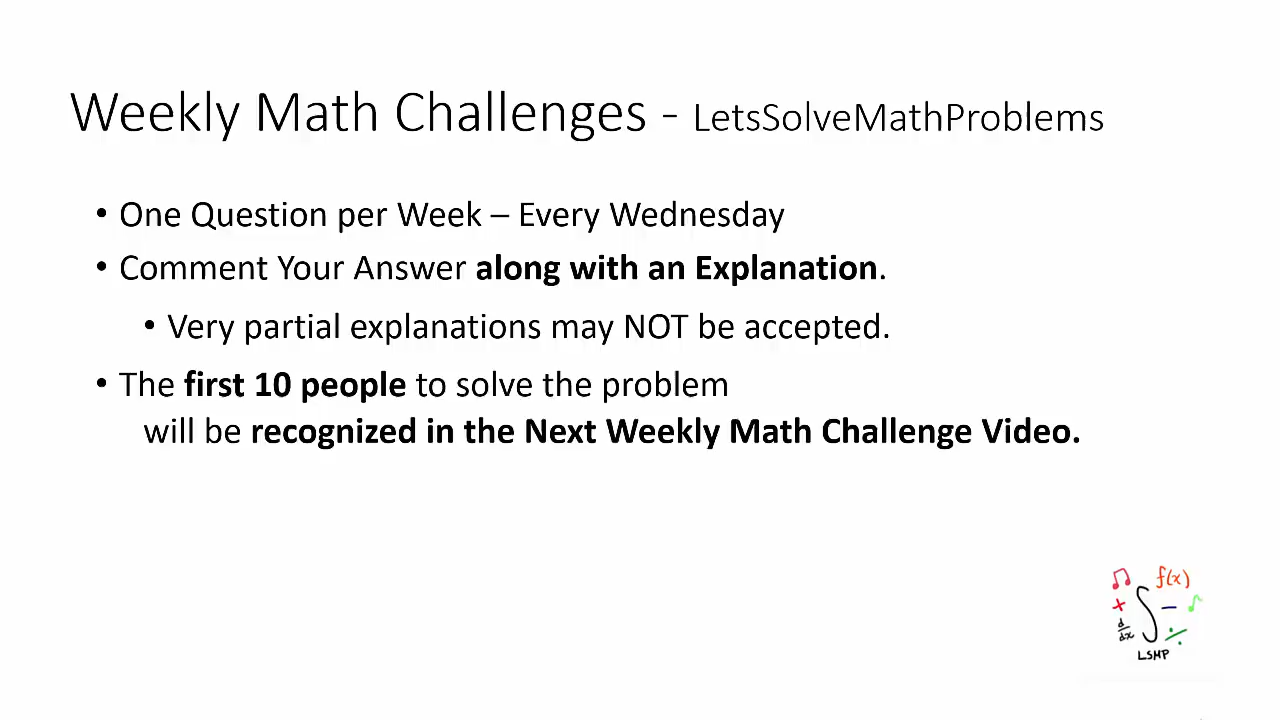 Weekly Math Challenges - LetsSolveMathProblems
• One Question per Week – Every Wednesday
• Comment Your Answer along with an Explanation.
• Very partial explanations may NOT be accepted.
• The first 10 people to solve the problem
will be recognized in the Next Weekly Math Challenge Video.
f(x)
+ ∫ −
d/dx ÷
LSMP